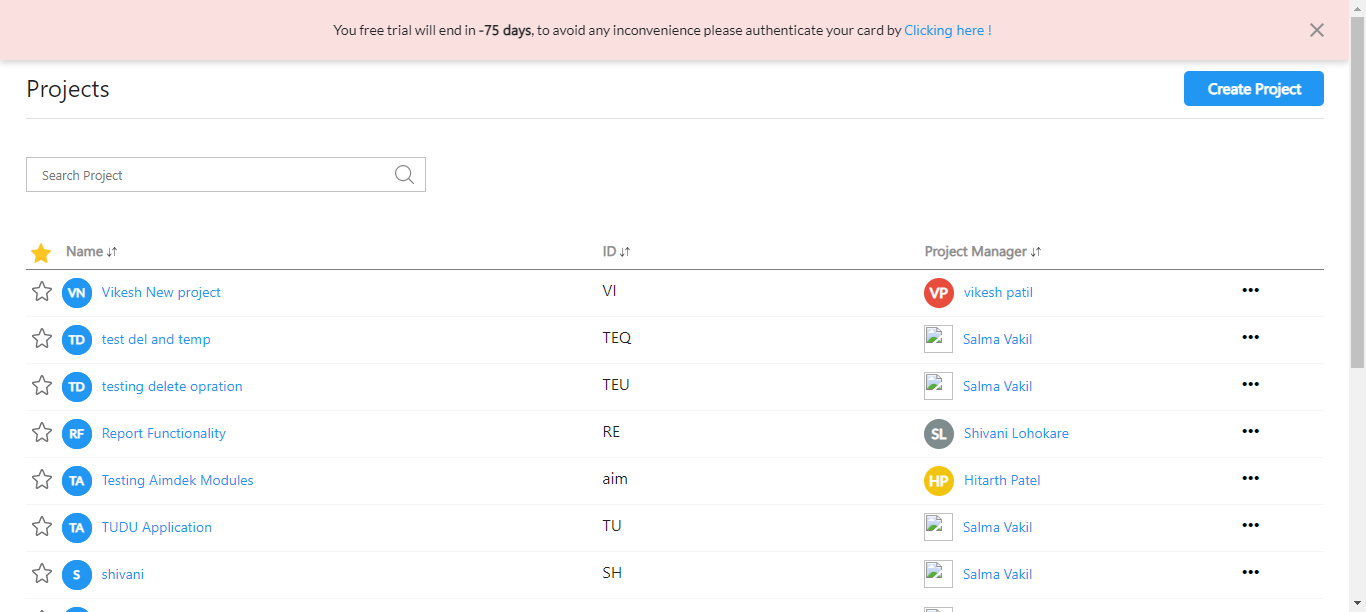 You free trial will end in -75 days, to avoid any inconvenience please authenticate your card by Clicking here !
Projects
Create Project
Search Project
Name ID Project Manager
VN Vikesh New project VI VP vikesh patil
TD test del and temp TEQ Salma Vakil
TD testing delete opration TEU Salma Vakil
RF Report Functionality RE SL Shivani Lohokare
TA Testing Aimdek Modules aim HP Hitarth Patel
TA TUDU Application TU Salma Vakil
S shivani SH Salma Vakil